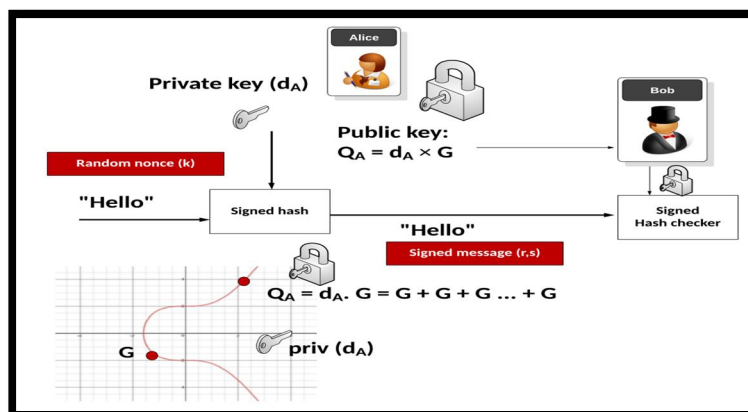 Alice
Private key (dA)
Bob
Public key:
QA = dA × G
Random nonce (k)
"Hello"
Signed hash
"Hello"
Signed
Hash checker
Signed message (r,s)
QA = dA. G = G + G + G ... + G
G
priv (dA)